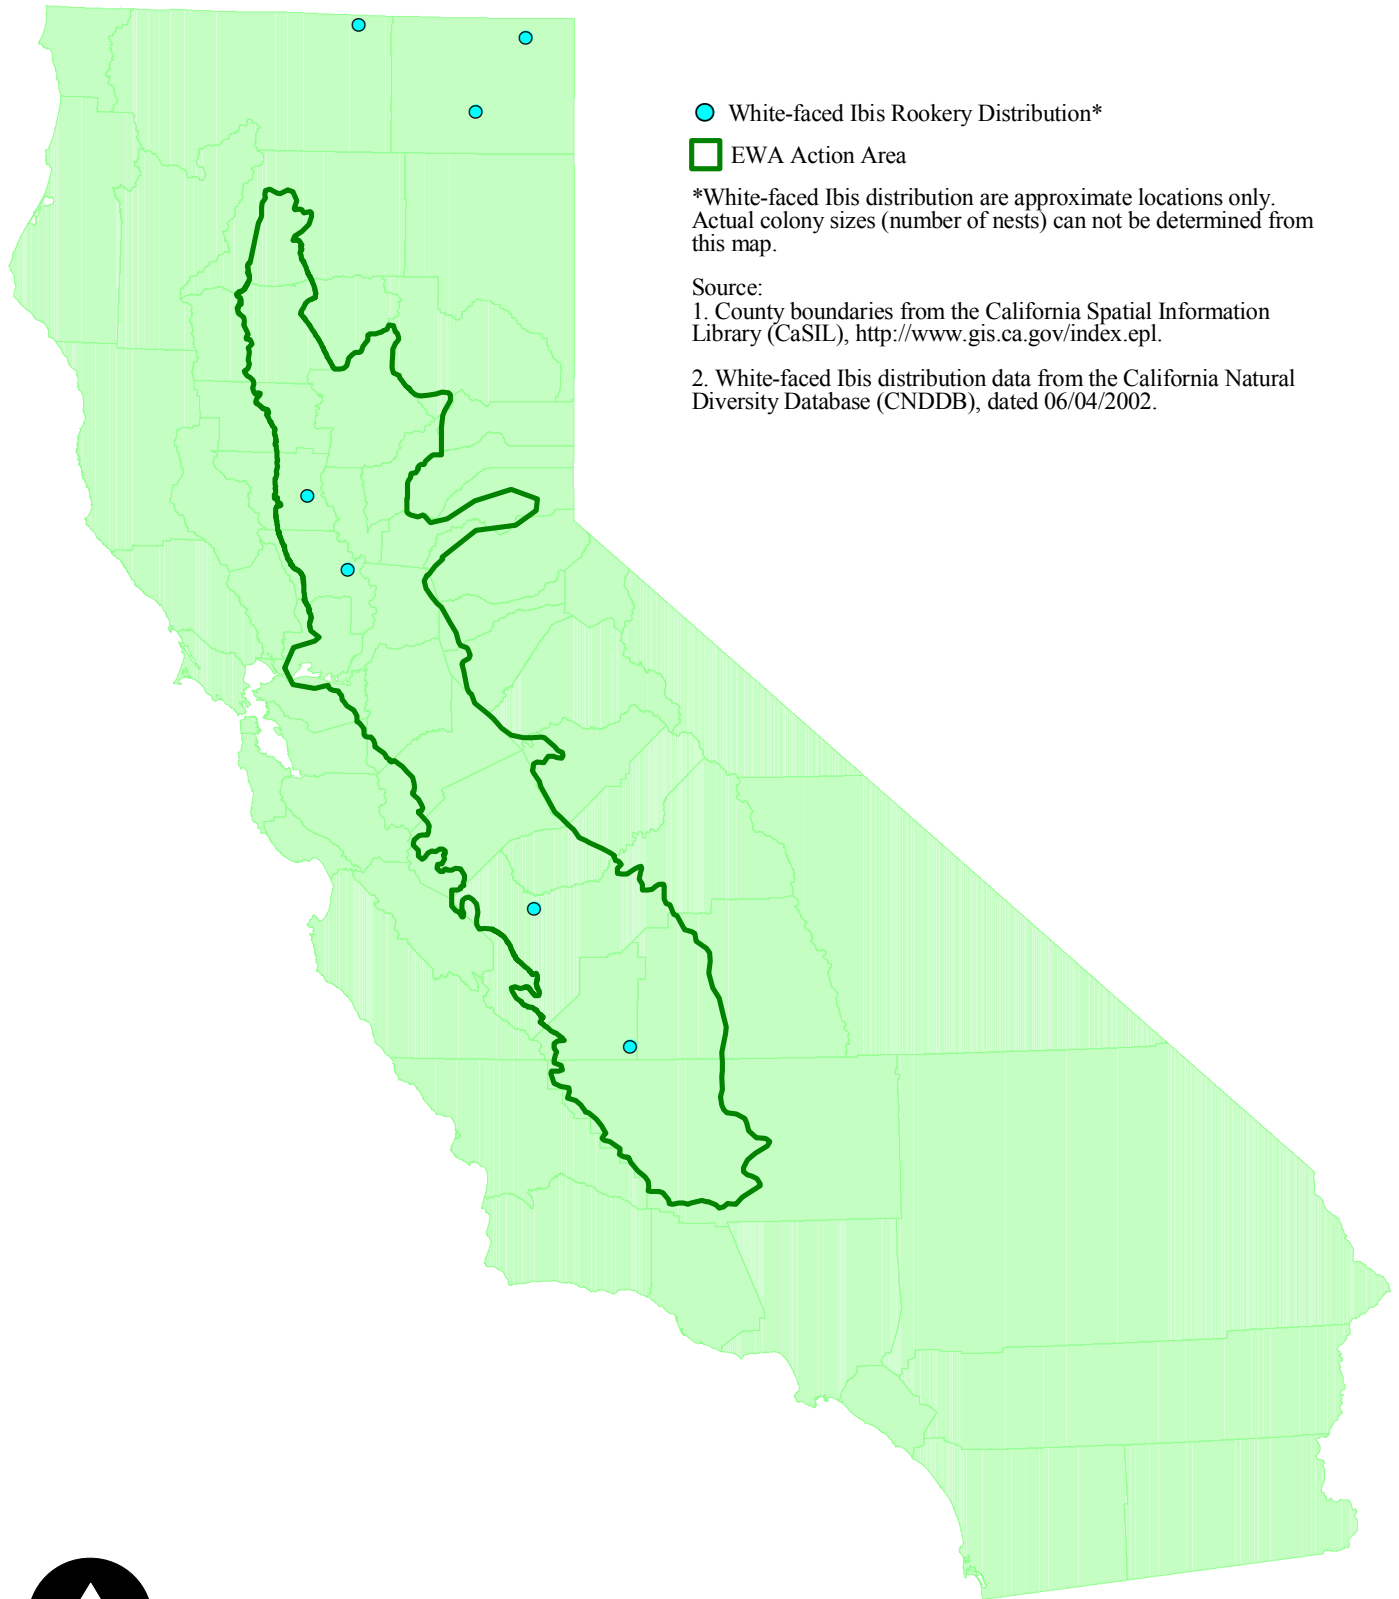 White-faced Ibis Rookery Distribution*
EWA Action Area
*White-faced Ibis distribution are approximate locations only.
Actual colony sizes (number of nests) can not be determined from
this map.
Source:
1. County boundaries from the California Spatial Information
Library (CaSIL), http://www.gis.ca.gov/index.epl.
2. White-faced Ibis distribution data from the California Natural
Diversity Database (CNDDB), dated 06/04/2002.